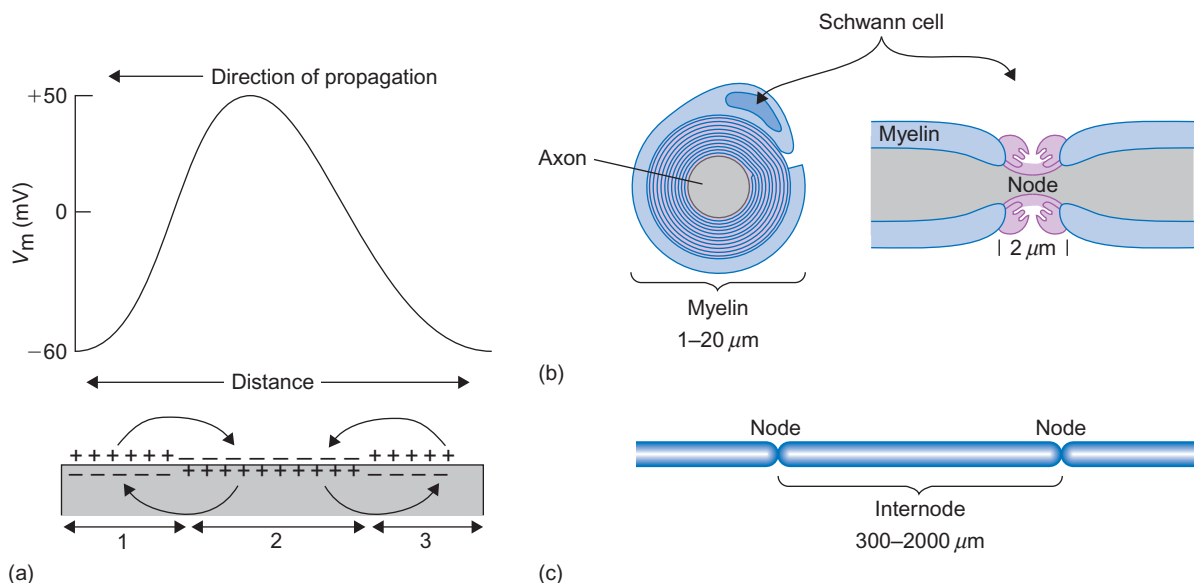 Direction of propagation
+50
0
−60
Vm (mV)
Distance
+ + + + + + − − − − − − − − + + + + +
− − − − − − + + + + + + + + + − − − −
1 2 3
(a)
Schwann cell
Axon
Myelin
1–20 µm
Myelin
Node
2 µm
(b)
Node Node
Internode
300–2000 µm
(c)